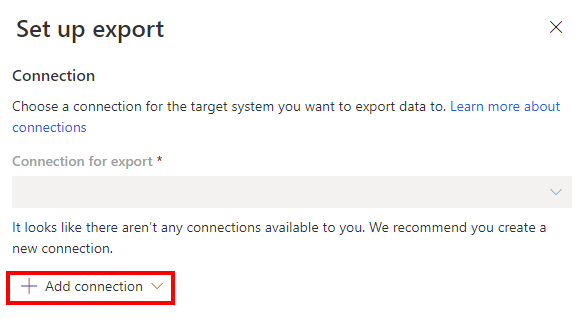 Set up export
Connection
Choose a connection for the target system you want to export data to. Learn more about
connections
Connection for export *
It looks like there aren't any connections available to you. We recommend you create a
new connection.
Add connection